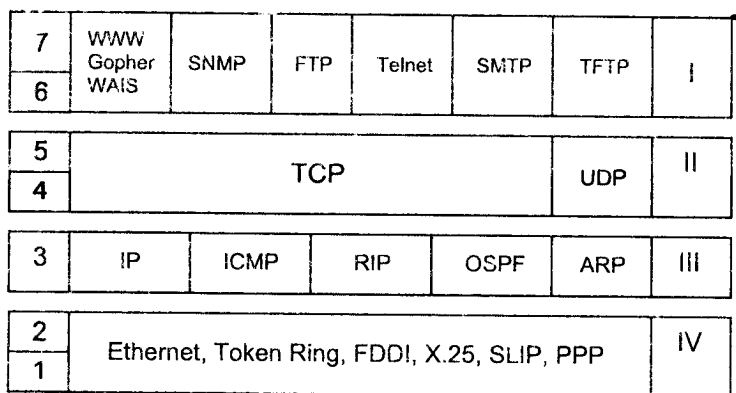 7
WWW
Gopher
WAIS
SNMP
FTP
Telnet
SMTP
TFTP
I
6
5
TCP
UDP
II
4
3
IP
ICMP
RIP
OSPF
ARP
III
2
Ethernet, Token Ring, FDDI, X.25, SLIP, PPP
IV
1